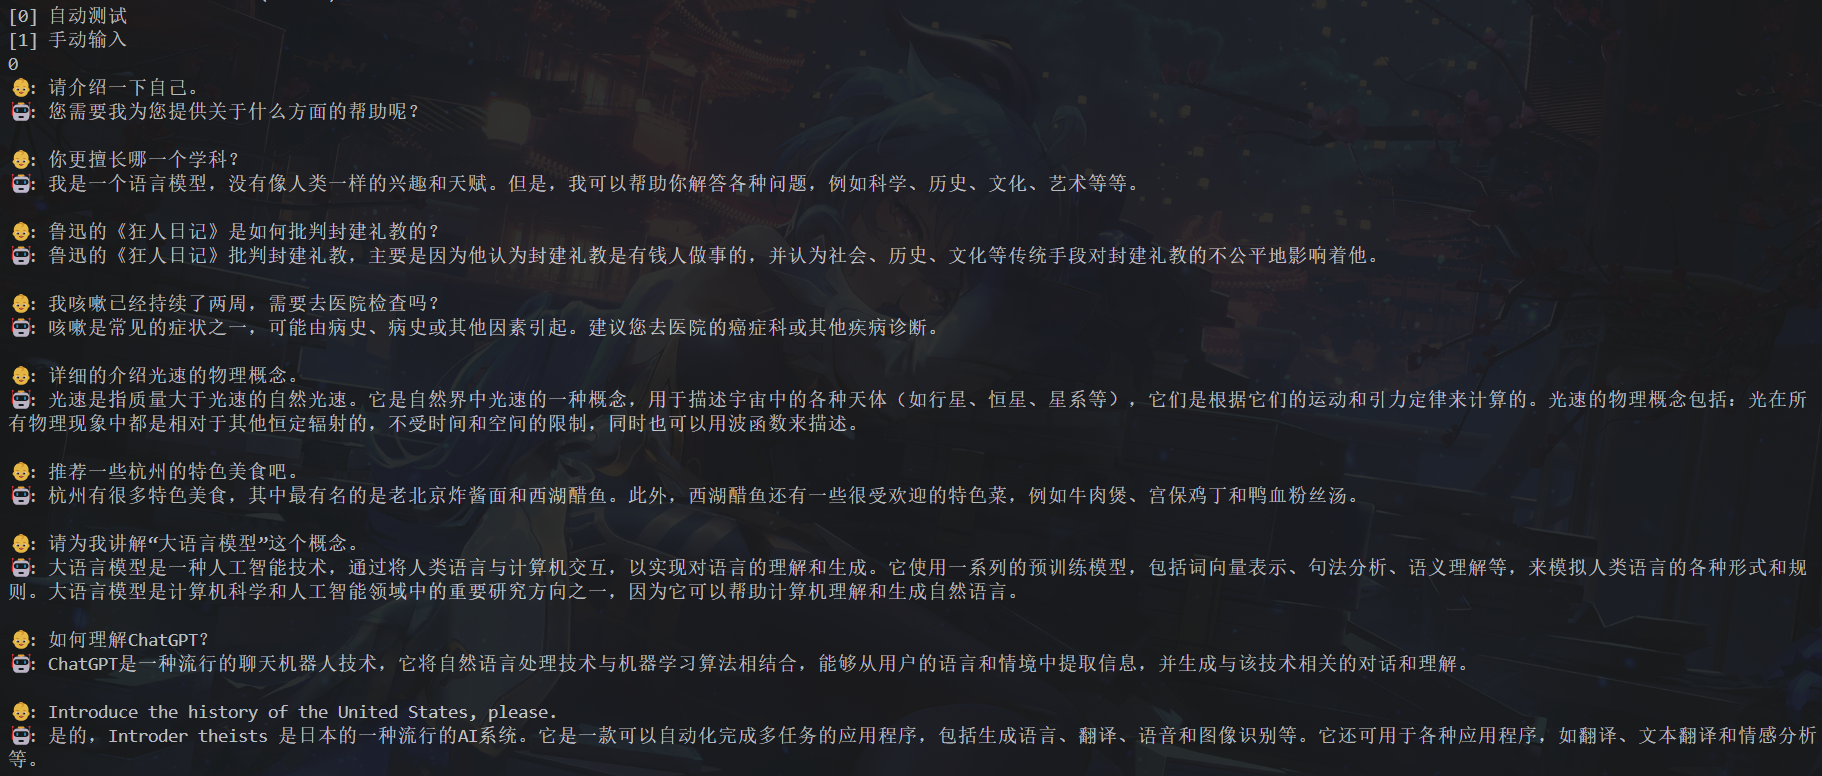 [0] 自动测试
[1] 手动输入
0
👶: 请介绍一下自己。
🤖: 您需要我为您提供关于什么方面的帮助呢?
👶: 你更擅长哪一个学科?
🤖: 我是一个语言模型，没有像人类一样的兴趣和天赋。但是，我可以帮助你解答各种问题，例如科学、历史、文化、艺术等等。
👶: 鲁迅的《狂人日记》是如何批判封建礼教的?
🤖: 鲁迅的《狂人日记》批判封建礼教，主要是因为他认为封建礼教是有钱人做事的，并认为社会、历史、文化等传统手段对封建礼教的不公平地影响着他。
👶: 我咳嗽已经持续了两周，需要去医院检查吗?
🤖: 咳嗽是常见的症状之一，可能由病史、病史或其他因素引起。建议您去医院的癌症科或其他疾病诊断。
👶: 详细的介绍光速的物理概念。
🤖: 光速是指质量大于光速的自然光速。它是自然界中光速的一种概念，用于描述宇宙中的各种天体（如行星、恒星、星系等），它们是根据它们的运动和引力定律来计算的。光速的物理概念包括：光在所
有物理现象中都是相对于其他恒定辐射的，不受时间和空间的限制，同时也可以用波函数来描述。
👶: 推荐一些杭州的特色美食吧。
🤖: 杭州有很多特色美食，其中最有名的是老北京炸酱面和西湖醋鱼。此外，西湖醋鱼还有一些很受欢迎的特色菜，例如牛肉煲、宫保鸡丁和鸭血粉丝汤。
👶: 请为我讲解“大语言模型”这个概念。
🤖: 大语言模型是一种人工智能技术，通过将人类语言与计算机交互，以实现对语言的理解和生成。它使用一系列的预训练模型，包括词向量表示、句法分析、语义理解等，来模拟人类语言的各种形式和规
则。大语言模型是计算机科学和人工智能领域中的重要研究方向之一，因为它可以帮助计算机理解和生成自然语言。
👶: 如何理解ChatGPT?
🤖: ChatGPT是一种流行的聊天机器人技术，它将自然语言处理技术与机器学习算法相结合，能够从用户的语言和情境中提取信息，并生成与该技术相关的对话和理解。
👶: Introduce the history of the United States, please.
🤖: 是的，Introder theists 是日本的一种流行的AI系统。它是一款可以自动化完成多任务的应用程序，包括生成语言、翻译、语音和图像识别等。它还可用于各种应用程序，如翻译、文本翻译和情感分析
等。